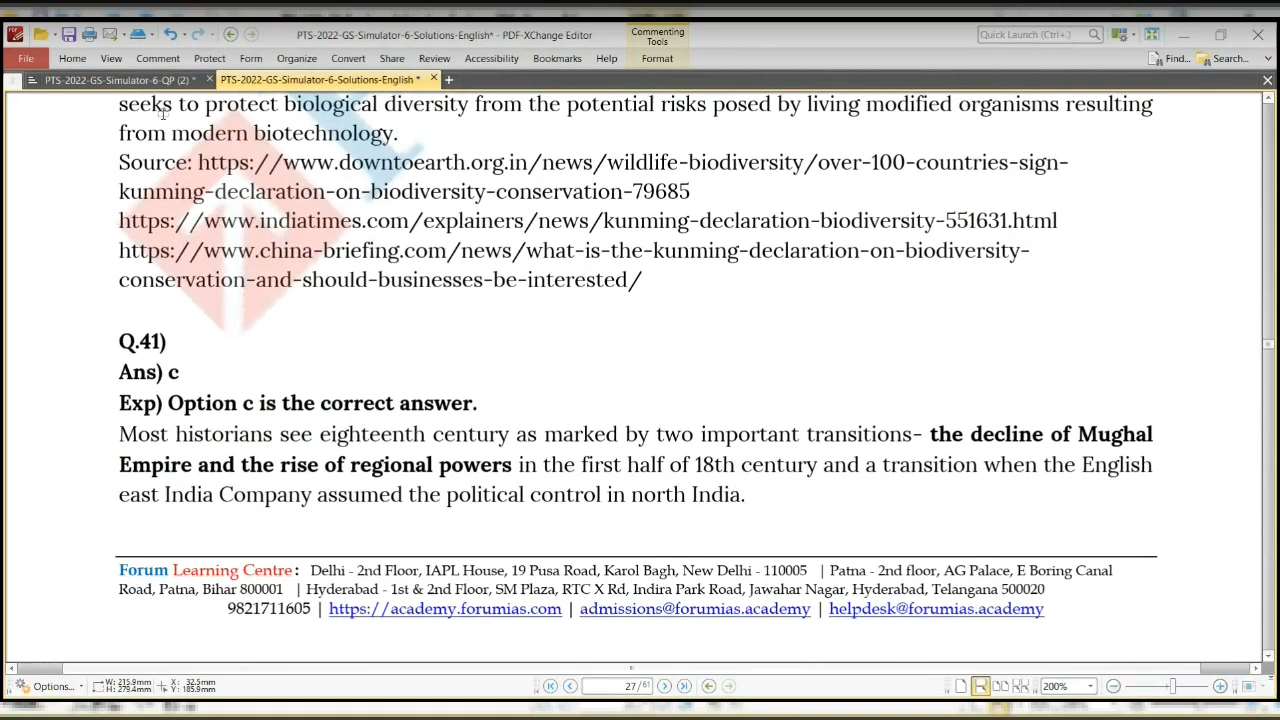 PTS-2022-GS-Simulator-6-Solutions-English* - PDF-XChange Editor
Commenting Tools
Quick Launch (Ctrl+.)
File Home View Comment Protect Form Organize Convert Share Review Accessibility Bookmarks Help Format Find... Search...
PTS-2022-GS-Simulator-6-QP (2) * PTS-2022-GS-Simulator-6-Solutions-English *
seeks to protect biological diversity from the potential risks posed by living modified organisms resulting
from modern biotechnology.
Source: https://www.downtoearth.org.in/news/wildlife-biodiversity/over-100-countries-sign-
kunming-declaration-on-biodiversity-conservation-79685
https://www.indiatimes.com/explainers/news/kunming-declaration-biodiversity-551631.html
https://www.china-briefing.com/news/what-is-the-kunming-declaration-on-biodiversity-
conservation-and-should-businesses-be-interested/
Q.41)
Ans) c
Exp) Option c is the correct answer.
Most historians see eighteenth century as marked by two important transitions- the decline of Mughal
Empire and the rise of regional powers in the first half of 18th century and a transition when the English
east India Company assumed the political control in north India.
Forum Learning Centre : Delhi - 2nd Floor, IAPL House, 19 Pusa Road, Karol Bagh, New Delhi - 110005 | Patna - 2nd floor, AG Palace, E Boring Canal
Road, Patna, Bihar 800001 | Hyderabad - 1st & 2nd Floor, SM Plaza, RTC X Rd, Indira Park Road, Jawahar Nagar, Hyderabad, Telangana 500020
9821711605 | https://academy.forumias.com | admissions@forumias.academy | helpdesk@forumias.academy
Options... W: 215.9mm H: 279.4mm X: 32.5mm Y: 185.9mm 27/61 200%